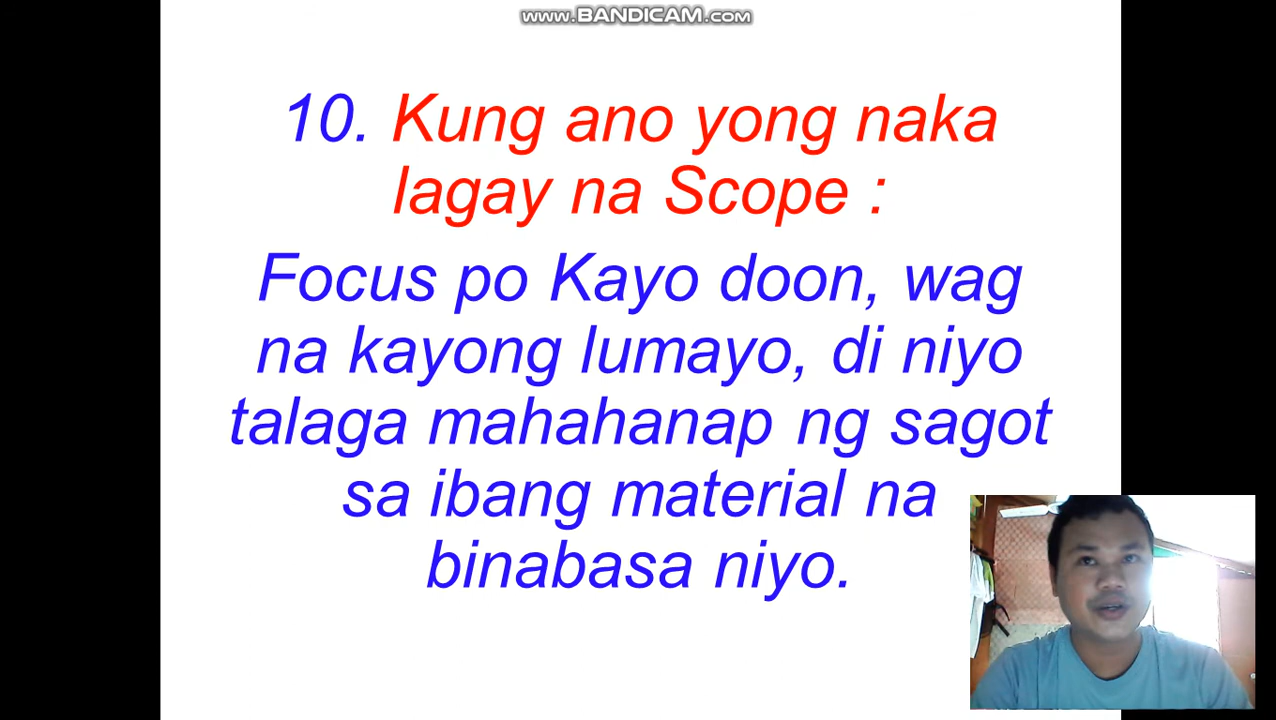 www.BANDICAM.com
10. Kung ano yong naka
lagay na Scope :
Focus po Kayo doon, wag
na kayong lumayo, di niyo
talaga mahahanap ng sagot
sa ibang material na
binabasa niyo.